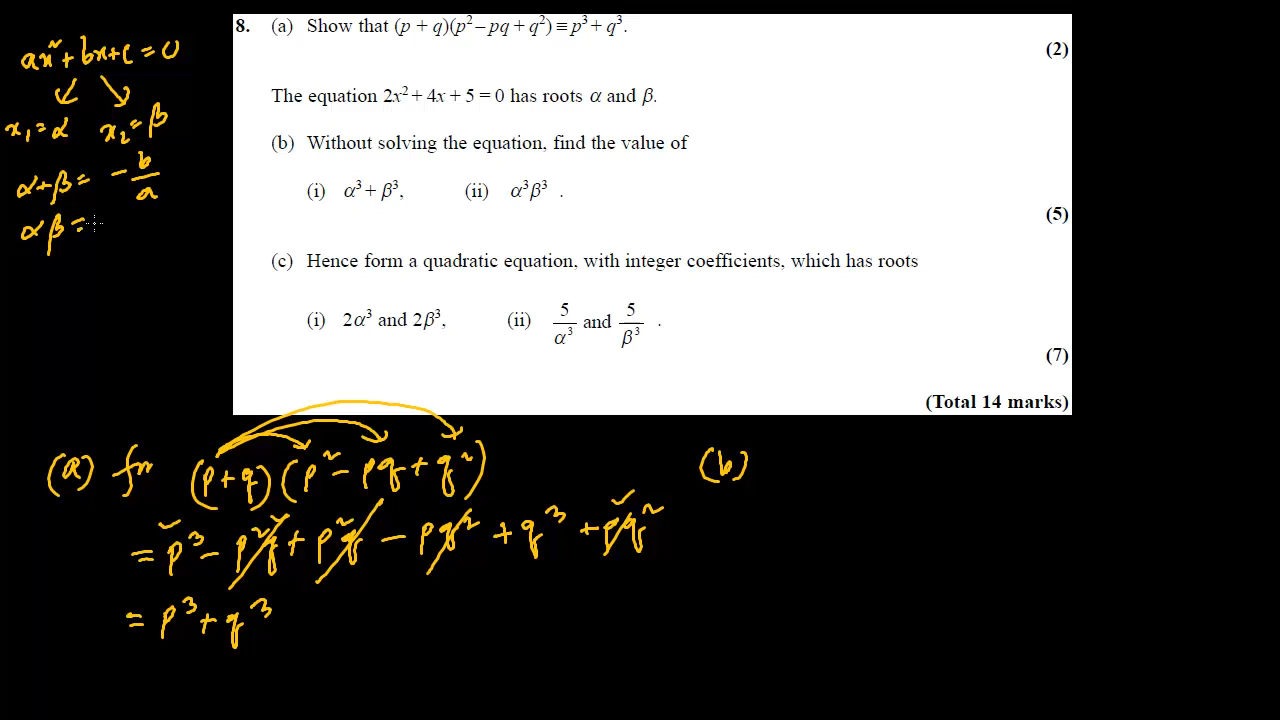 8. (a) Show that (p + q)(p² – pq + q²) ≡ p³ + q³.
(2)
The equation 2x² + 4x + 5 = 0 has roots α and β.
(b) Without solving the equation, find the value of
(i) α³ + β³, (ii) α³β³ .
(5)
(c) Hence form a quadratic equation, with integer coefficients, which has roots
(i) 2α³ and 2β³, (ii) 5/α³ and 5/β³ .
(7)
(Total 14 marks)
ax² + bx + c = 0
x₁ = α x₂ = β
α + β = - b/a
αβ =
(a) for (p + q)(p² - pq + q²)
= p³ - p²q + p²q - pq² + q³ + pq²
= p³ + q³
(b)